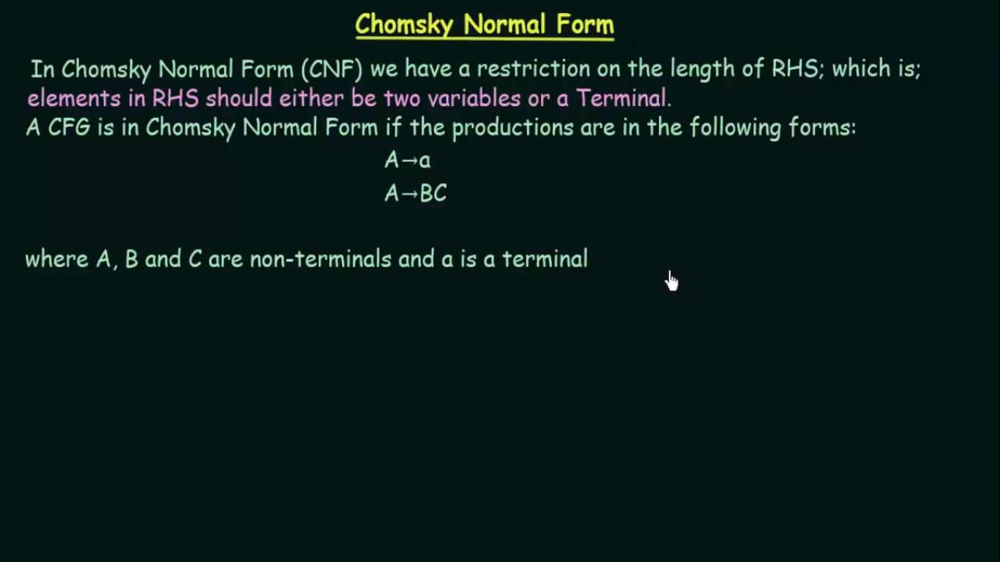 Chomsky Normal Form
In Chomsky Normal Form (CNF) we have a restriction on the length of RHS; which is;
elements in RHS should either be two variables or a Terminal.
A CFG is in Chomsky Normal Form if the productions are in the following forms:
A→a
A→BC
where A, B and C are non-terminals and a is a terminal